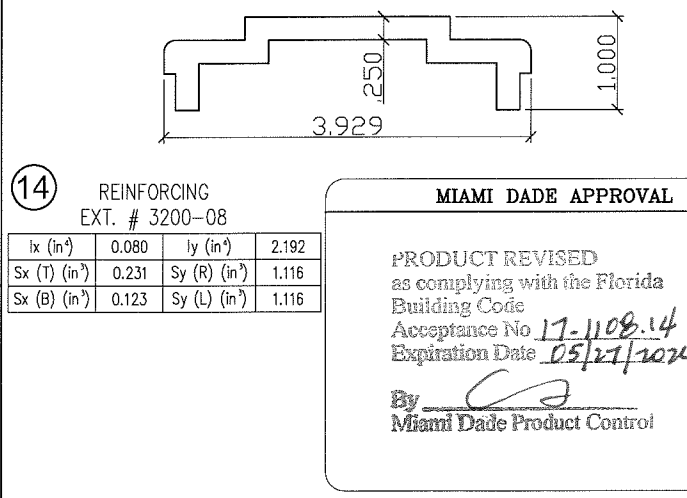 .250
1.000
3.929
14
REINFORCING
EXT. # 3200-08
Ix (in⁴) 0.080 Iy (in⁴) 2.192
Sx (T) (in³) 0.231 Sy (R) (in³) 1.116
Sx (B) (in³) 0.123 Sy (L) (in³) 1.116
MIAMI DADE APPROVAL
PRODUCT REVISED
as complying with the Florida
Building Code
Acceptance No 17-1108.14
Expiration Date 05/27/202
By
Miami Dade Product Control